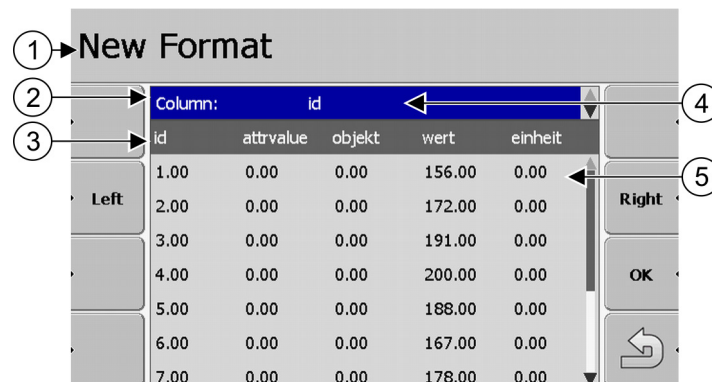 1 New Format
2 Column: id 4
3 id attrvalue objekt wert einheit
1.00 0.00 0.00 156.00 0.00 5
Left 2.00 0.00 0.00 172.00 0.00 Right
3.00 0.00 0.00 191.00 0.00
4.00 0.00 0.00 200.00 0.00 OK
5.00 0.00 0.00 188.00 0.00
6.00 0.00 0.00 167.00 0.00
7.00 0.00 0.00 178.00 0.00